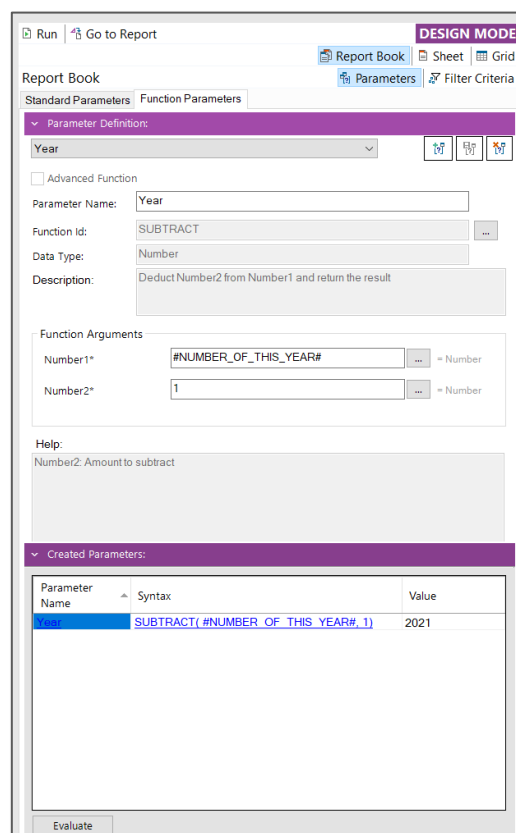 Run Go to Report DESIGN MODE
Report Book Sheet Grid
Report Book Parameters Filter Criteria
Standard Parameters Function Parameters
Parameter Definition:
Year
Advanced Function
Parameter Name: Year
Function Id: SUBTRACT ...
Data Type: Number
Description: Deduct Number2 from Number1 and return the result
Function Arguments
Number1* #NUMBER_OF_THIS_YEAR# ... = Number
Number2* 1 ... = Number
Help:
Number2: Amount to subtract
Created Parameters:
Parameter Name Syntax Value
Year SUBTRACT( #NUMBER_OF_THIS_YEAR#, 1) 2021
Evaluate